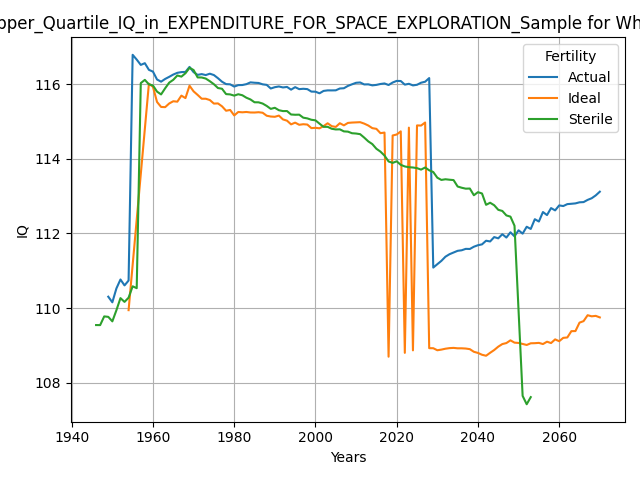 pper_Quartile_IQ_in_EXPENDITURE_FOR_SPACE_EXPLORATION_Sample for Wh
Fertility
Actual
Ideal
Sterile
IQ
116
114
112
110
108
1940 1960 1980 2000 2020 2040 2060
Years